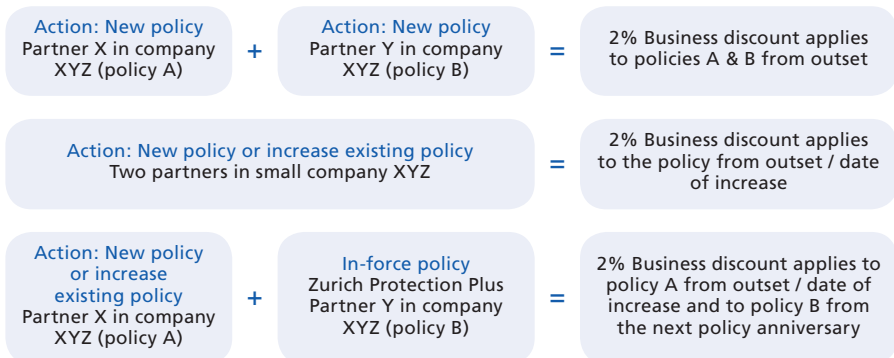 Action: New policy
Partner X in company
XYZ (policy A)
+
Action: New policy
Partner Y in company
XYZ (policy B)
=
2% Business discount applies
to policies A & B from outset
Action: New policy or increase existing policy
Two partners in small company XYZ
=
2% Business discount applies
to the policy from outset / date
of increase
Action: New policy
or increase
existing policy
Partner X in company
XYZ (policy A)
+
In-force policy
Zurich Protection Plus
Partner Y in company
XYZ (policy B)
=
2% Business discount applies to
policy A from outset / date of
increase and to policy B from
the next policy anniversary